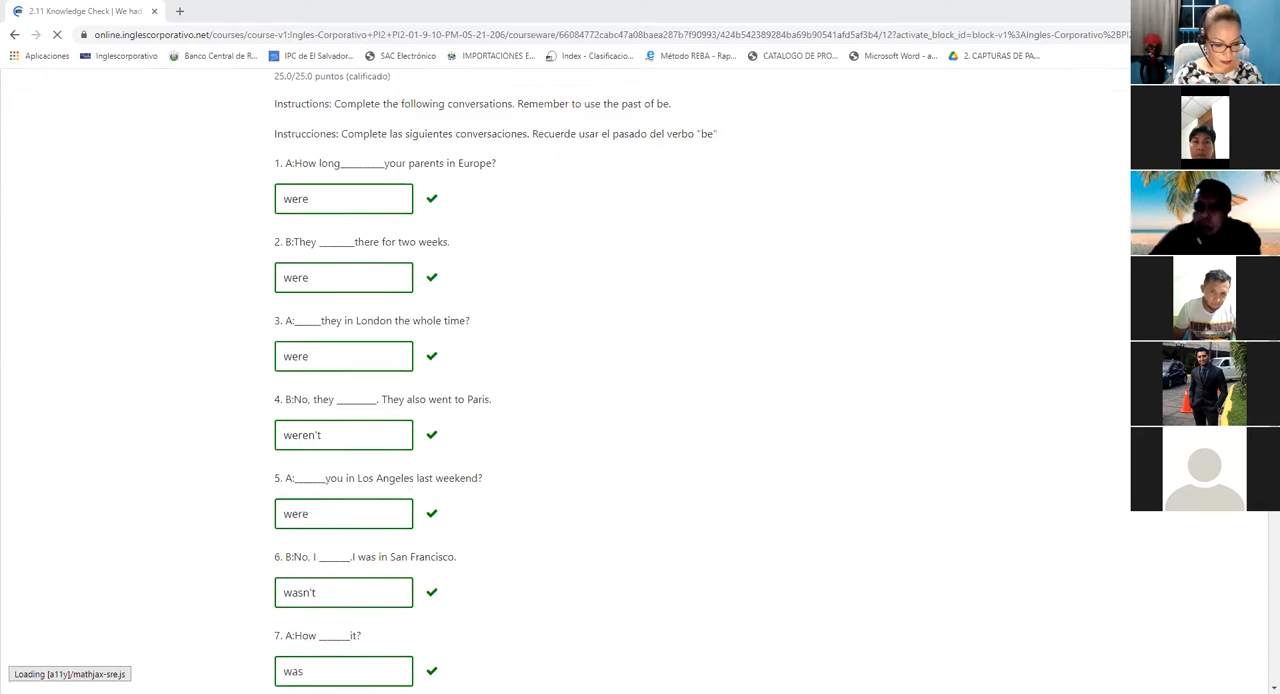 2.11 Knowledge Check | We ha
online.inglescorporativo.net/courses/course-v1:Ingles-Corporativo+PI2+PI2-01-9-10-PM-05-21-206/courseware/66084772cabc47a08baea287b7f90993/424b542389284ba69b90541afd5af3b4/12?activate_block_id=block-v1%3AIngles-Corporativo%2BPI
Aplicaciones Inglescorporativo Banco Central de R... IPC de El Salvador... SAC Electrónico IMPORTACIONES E... Index - Clasificacio... Método REBA - Rap... CATALOGO DE PRO... Microsoft Word - a... 2. CAPTURAS DE PA...
25.0/25.0 puntos (calificado)
Instructions: Complete the following conversations. Remember to use the past of be.
Instrucciones: Complete las siguientes conversaciones. Recuerde usar el pasado del verbo "be"
1. A:How long_________your parents in Europe?
were
2. B:They _______there for two weeks.
were
3. A:_____they in London the whole time?
were
4. B:No, they ________. They also went to Paris.
weren't
5. A:______you in Los Angeles last weekend?
were
6. B:No, I ______.I was in San Francisco.
wasn't
7. A:How ______it?
was
Loading [a11y]/mathjax-sre.js